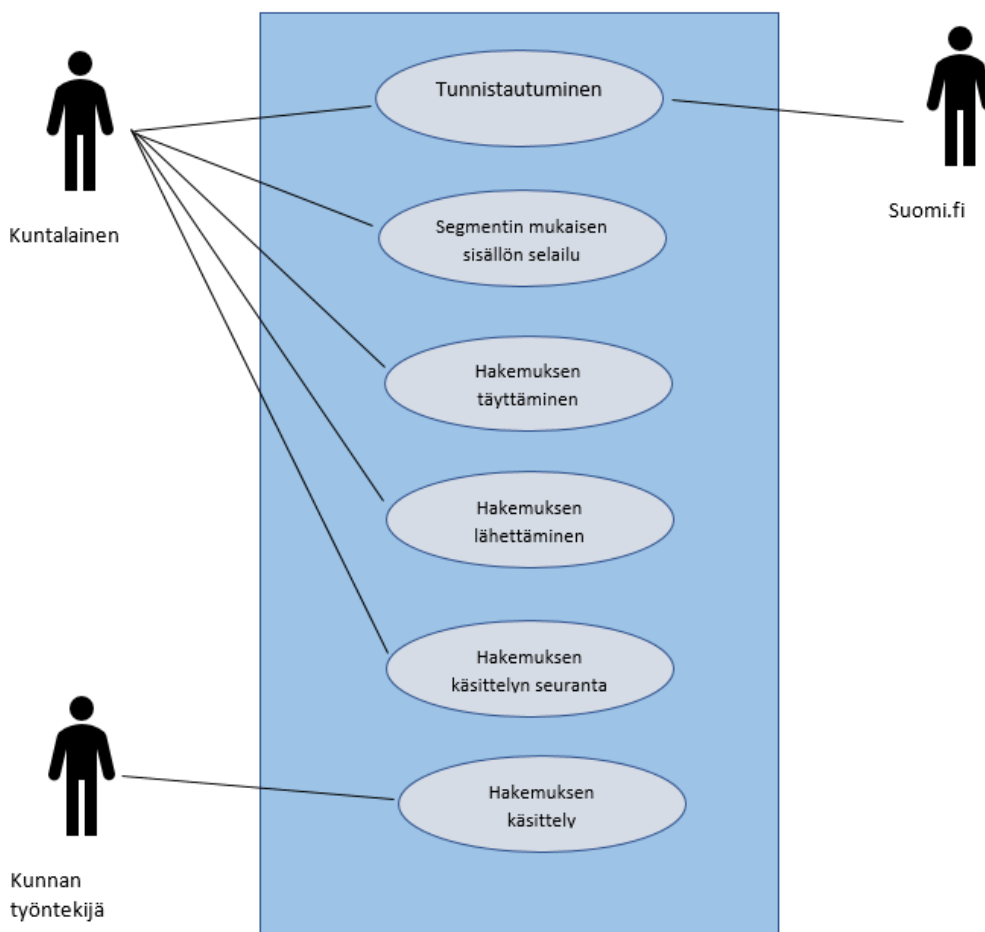 Tunnistautuminen
Kuntalainen
Suomi.fi
Segmentin mukaisen
sisällön selailu
Hakemuksen
täyttäminen
Hakemuksen
lähettäminen
Hakemuksen
käsittelyn seuranta
Hakemuksen
käsittely
Kunnan
työntekijä